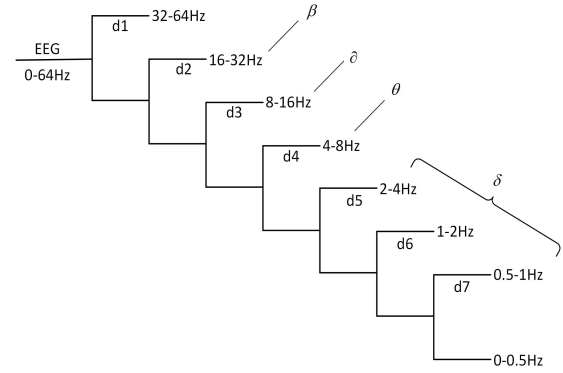 32-64Hz
β
d1
EEG
16-32Hz
∂
d2
0-64Hz
8-16Hz
θ
d3
4-8Hz
d4
2-4Hz
δ
d5
1-2Hz
d6
0.5-1Hz
d7
0-0.5Hz